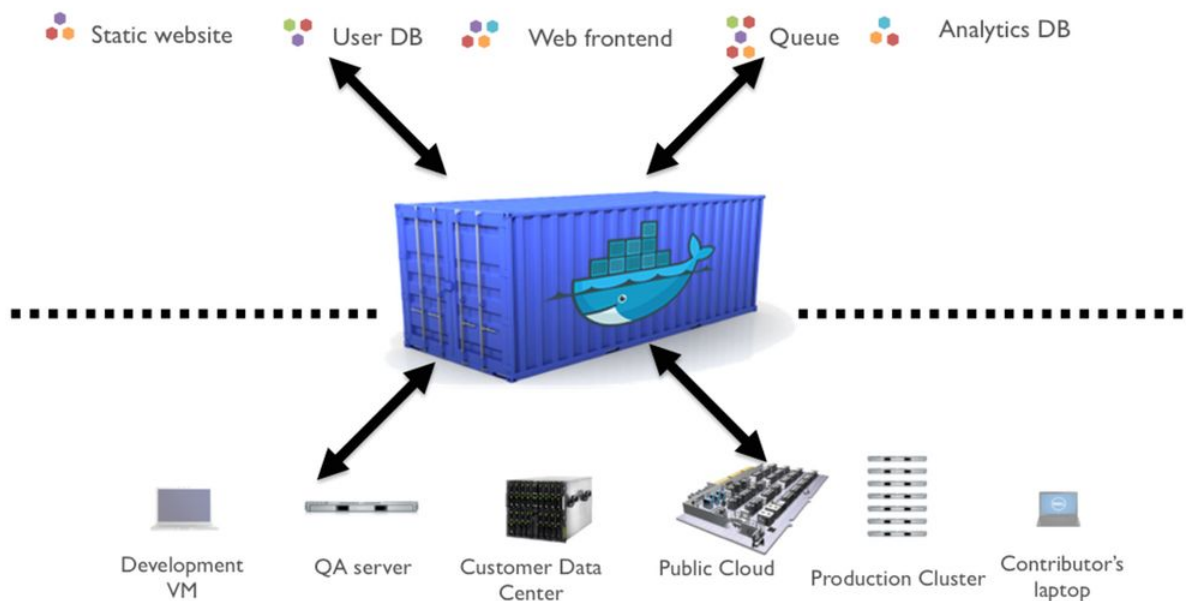 Static website
User DB
Web frontend
Queue
Analytics DB
Development
VM
QA server
Customer Data
Center
Public Cloud
Production Cluster
Contributor's
laptop